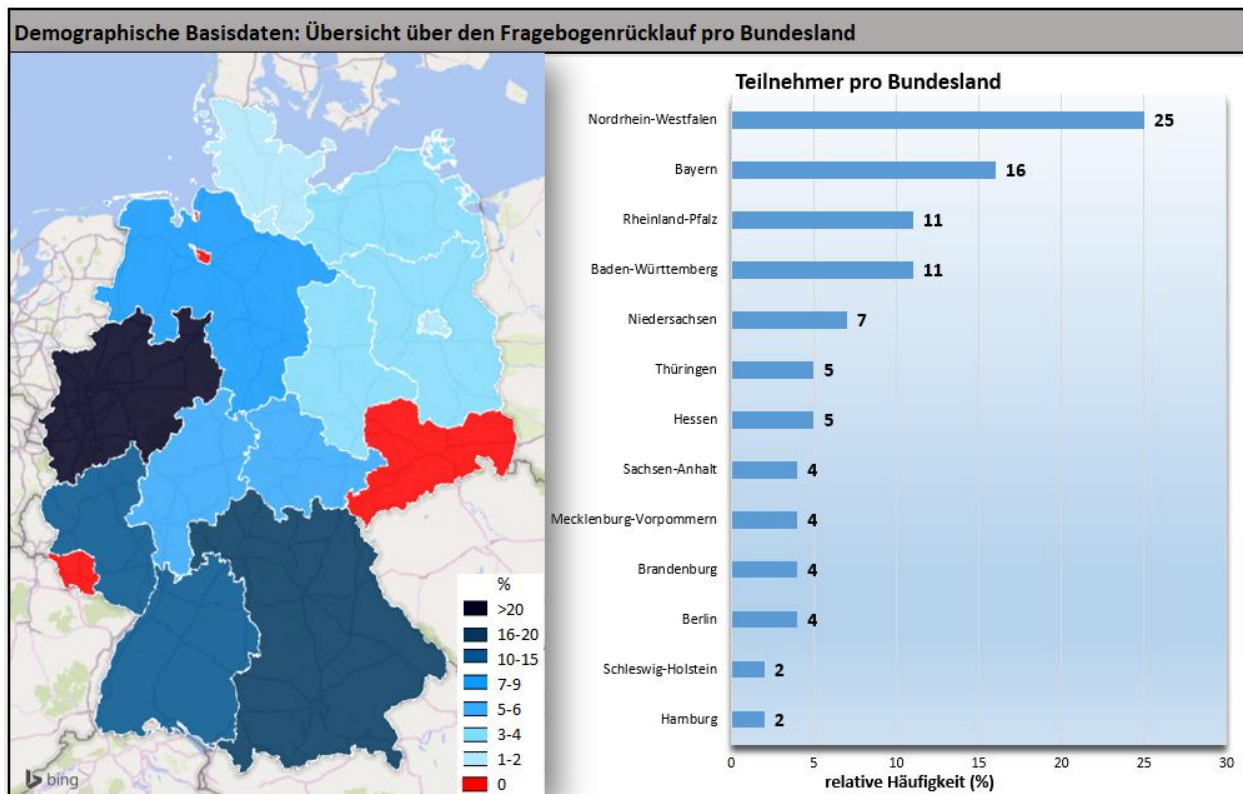 Demographische Basisdaten: Übersicht über den Fragebogenrücklauf pro Bundesland
%
>20
16-20
10-15
7-9
5-6
3-4
1-2
0
bing
Teilnehmer pro Bundesland
Nordrhein-Westfalen 25
Bayern 16
Rheinland-Pfalz 11
Baden-Württemberg 11
Niedersachsen 7
Thüringen 5
Hessen 5
Sachsen-Anhalt 4
Mecklenburg-Vorpommern 4
Brandenburg 4
Berlin 4
Schleswig-Holstein 2
Hamburg 2
0 5 10 15 20 25 30
relative Häufigkeit (%)